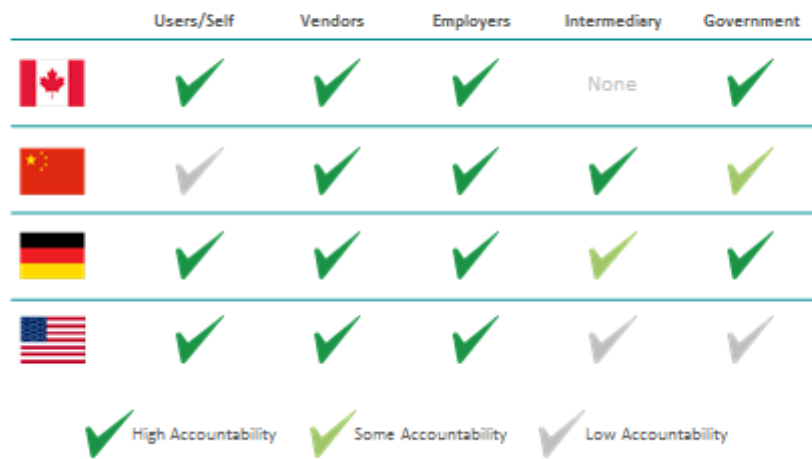 Users/Self Vendors Employers Intermediary Government
None
High Accountability Some Accountability Low Accountability